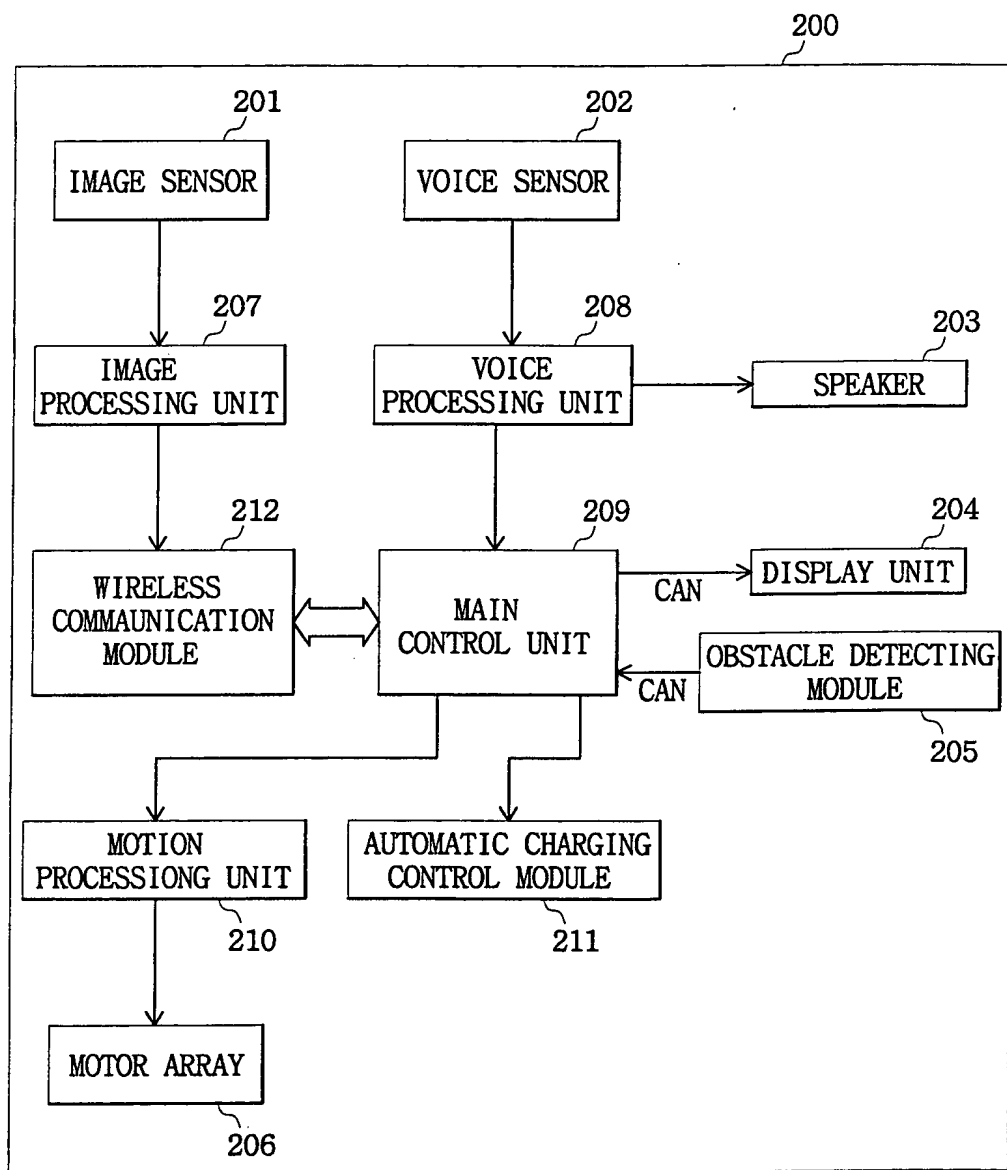 200
201
202
IMAGE SENSOR
VOICE SENSOR
207
208
203
IMAGE
PROCESSING UNIT
VOICE
PROCESSING UNIT
SPEAKER
212
209
204
WIRELESS
COMMAUNICATION
MODULE
MAIN
CONTROL UNIT
CAN
DISPLAY UNIT
CAN
OBSTACLE DETECTING
MODULE
205
MOTION
PROCESSIONG UNIT
AUTOMATIC CHARGING
CONTROL MODULE
210
211
MOTOR ARRAY
206